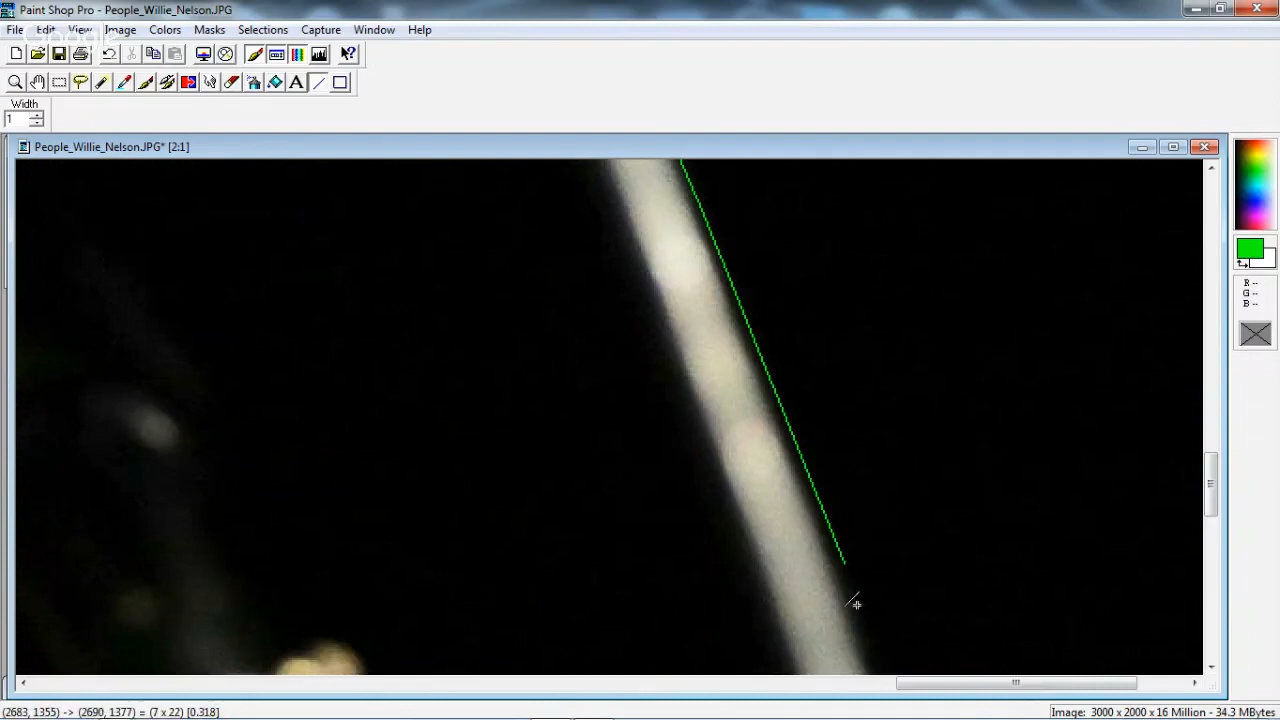 Paint Shop Pro - People_Willie_Nelson.JPG
File Edit View Image Colors Masks Selections Capture Window Help
Google
Width
1
People_Willie_Nelson.JPG* [2:1]
R --
G --
B --
(2683, 1355) -> (2690, 1377) = (7 x 22) [0.318]
Image: 3000 x 2000 x 16 Million - 34.3 MBytes